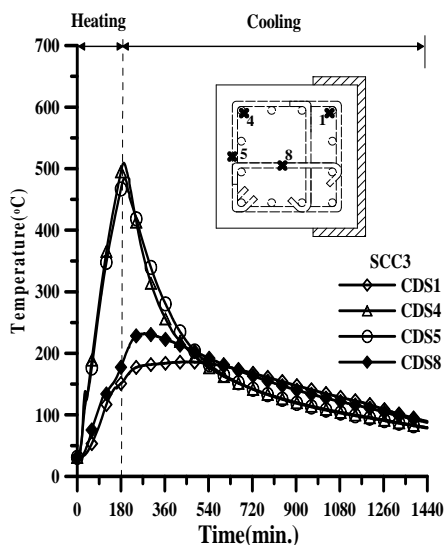 Heating
Cooling
700
600
500
400
300
200
100
0
Temperature(°C)
4
1
5
8
SCC3
CDS1
CDS4
CDS5
CDS8
0 180 360 540 720 900 1080 1260 1440
Time(min.)